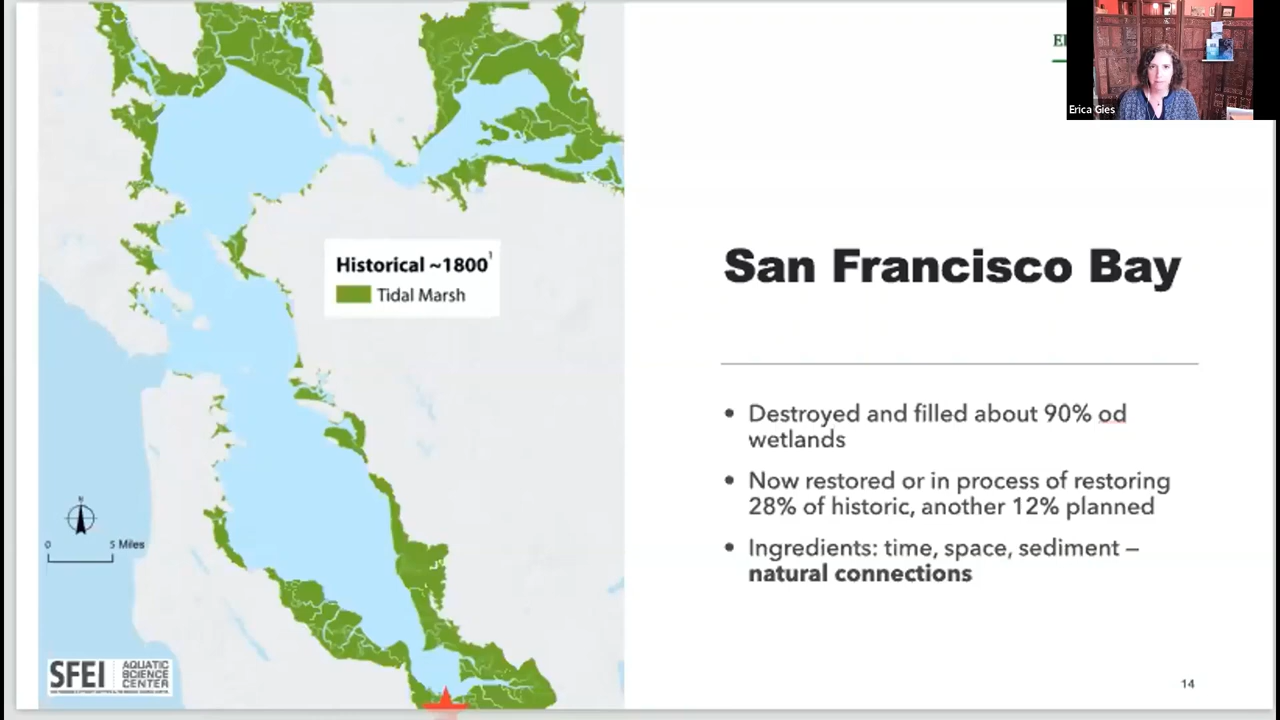 Erica Gies
Historical ~1800¹
Tidal Marsh
San Francisco Bay
• Destroyed and filled about 90% od
wetlands
• Now restored or in process of restoring
28% of historic, another 12% planned
• Ingredients: time, space, sediment –
natural connections
N
0 5 Miles
SFEI AQUATIC
SCIENCE
CENTER
14